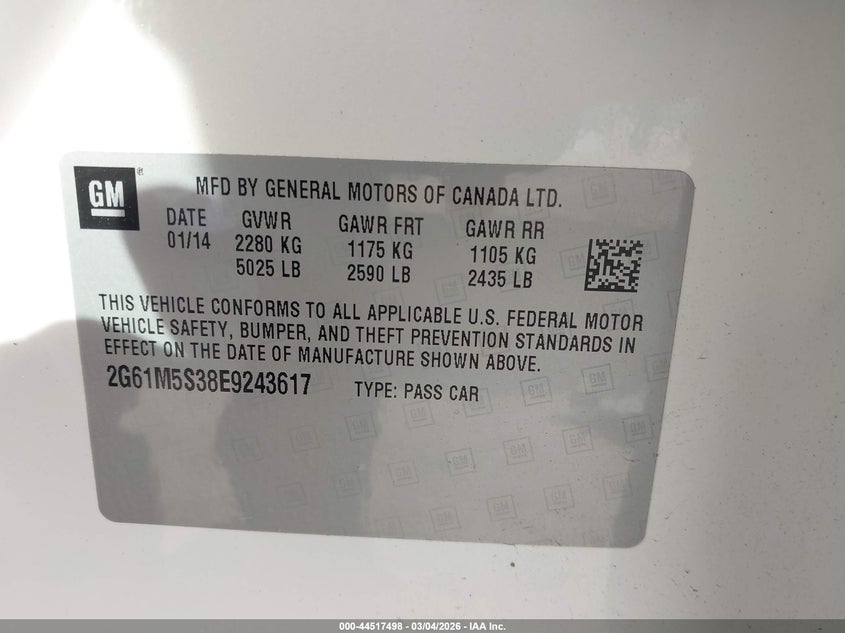 GM
MFD BY GENERAL MOTORS OF CANADA LTD.
DATE GVWR GAWR FRT GAWR RR
01/14 2280 KG 1175 KG 1105 KG
5025 LB 2590 LB 2435 LB
THIS VEHICLE CONFORMS TO ALL APPLICABLE U.S. FEDERAL MOTOR
VEHICLE SAFETY, BUMPER, AND THEFT PREVENTION STANDARDS IN
EFFECT ON THE DATE OF MANUFACTURE SHOWN ABOVE.
2G61M5S38E9243617 TYPE: PASS CAR
000-44517498 - 03/04/2026 - IAA Inc.